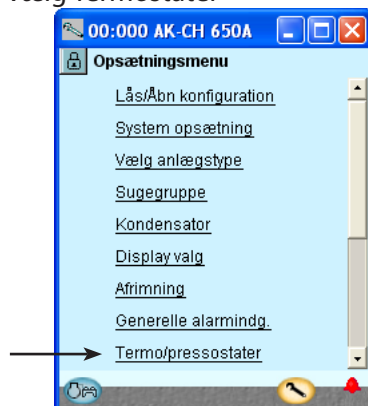 Vælg Termostater
00:000 AK-CH 650A
Opsætningsmenu
Lås/Åbn konfiguration
System opsætning
Vælg anlægstype
Sugegruppe
Kondensator
Display valg
Afrimning
Generelle alarmindg.
Termo/pressostater